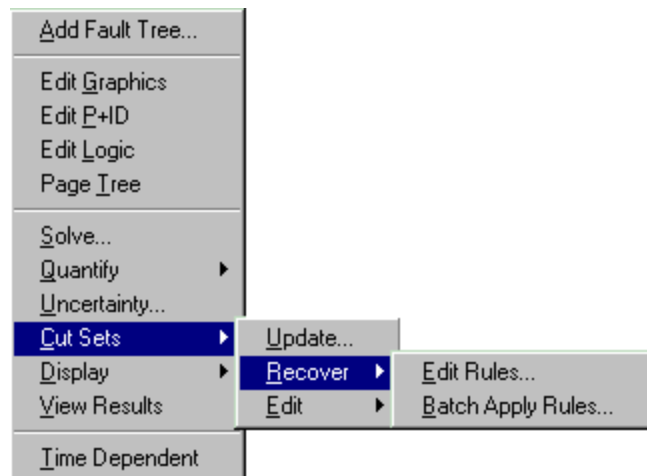 Add Fault Tree...
Edit Graphics
Edit P+ID
Edit Logic
Page Tree
Solve...
Quantify
Uncertainty...
Cut Sets
Display
View Results
Time Dependent
Update...
Recover
Edit
Edit Rules...
Batch Apply Rules...